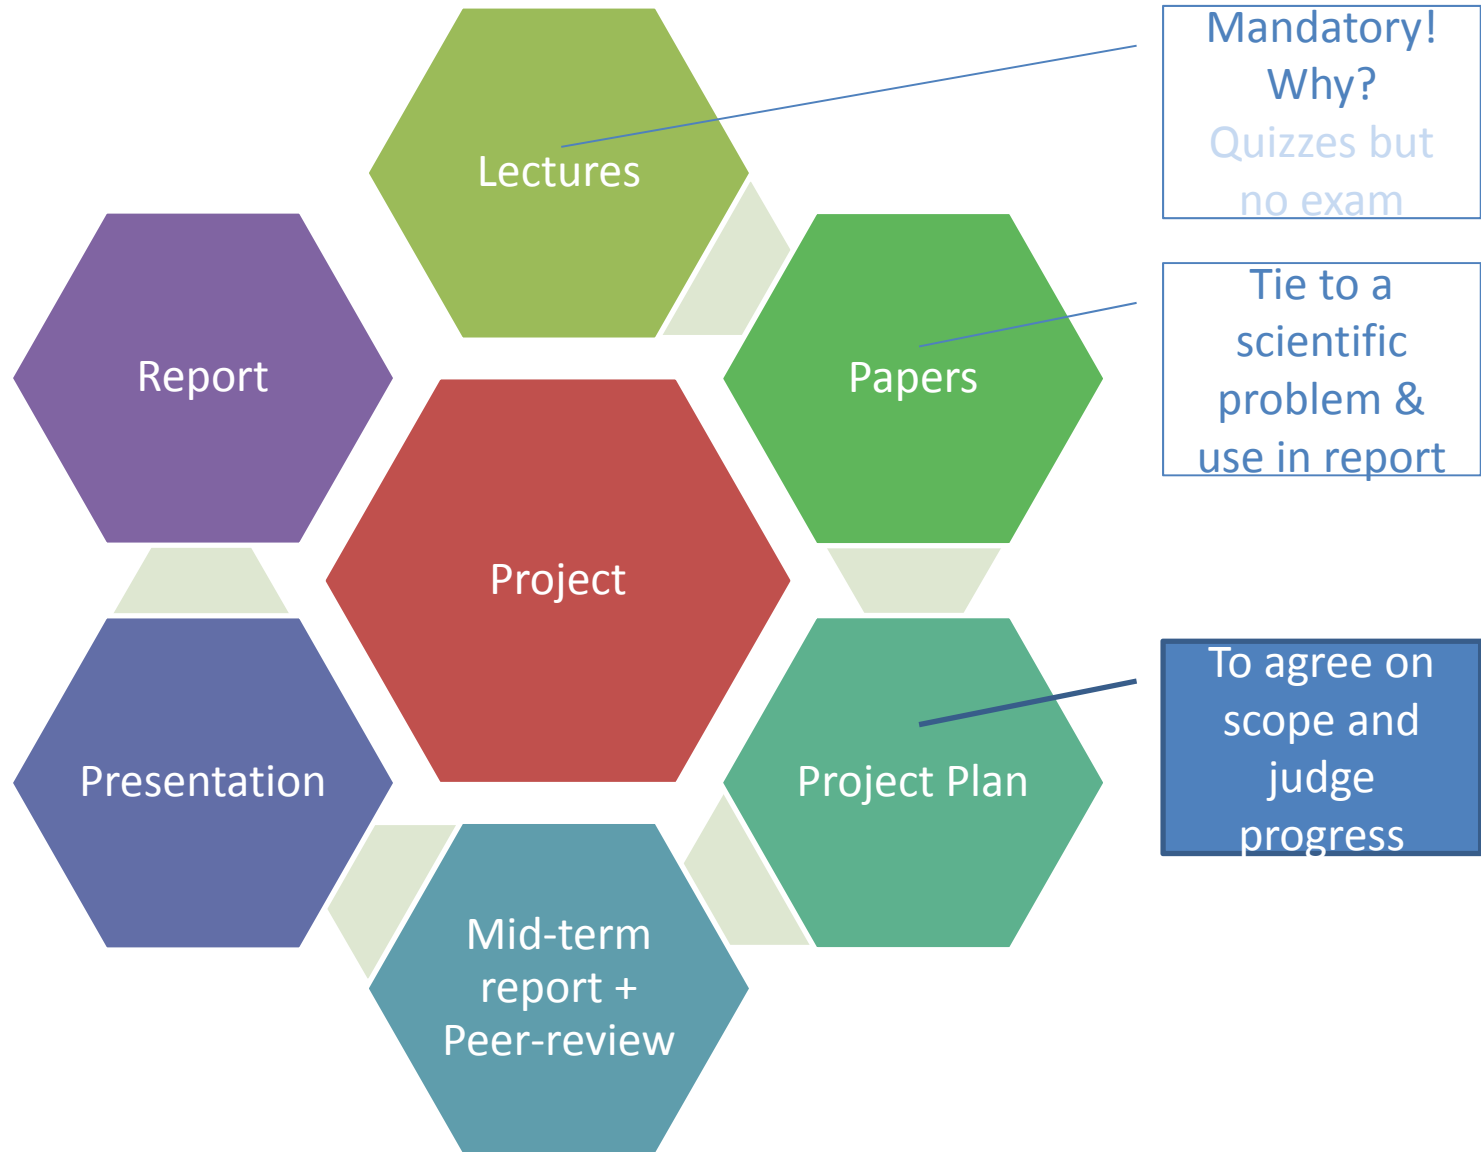 Lectures
Mandatory!
Why?
Quizzes but
no exam
Papers
Tie to a
scientific
problem &
use in report
Project Plan
To agree on
scope and
judge
progress
Mid-term
report +
Peer-review
Presentation
Report
Project